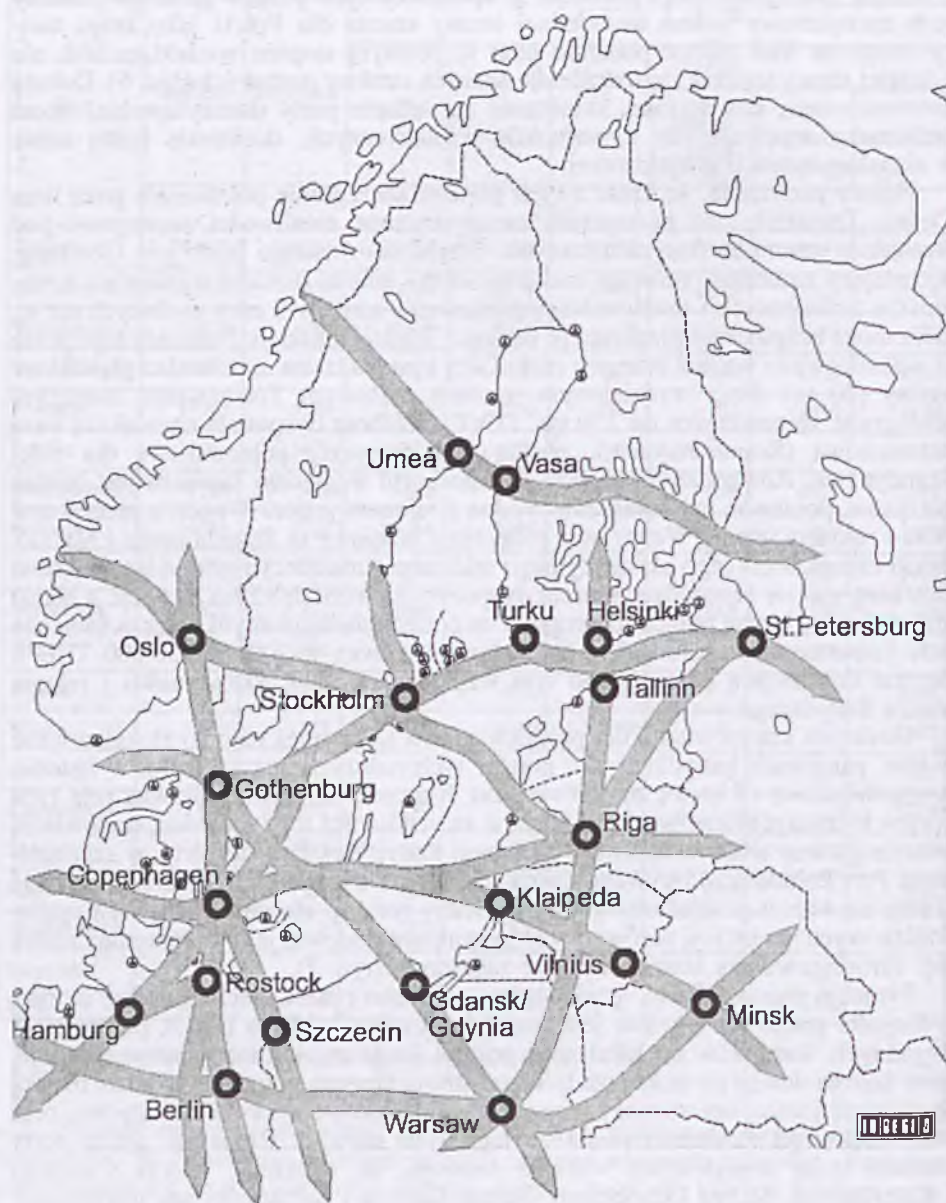 Umeå
Vasa
Turku
Helsinki
St.Petersburg
Oslo
Stockholm
Tallinn
Gothenburg
Riga
Copenhagen
Klaipeda
Vilnius
Rostock
Gdansk/
Gdynia
Minsk
Hamburg
Szczecin
Berlin
Warsaw